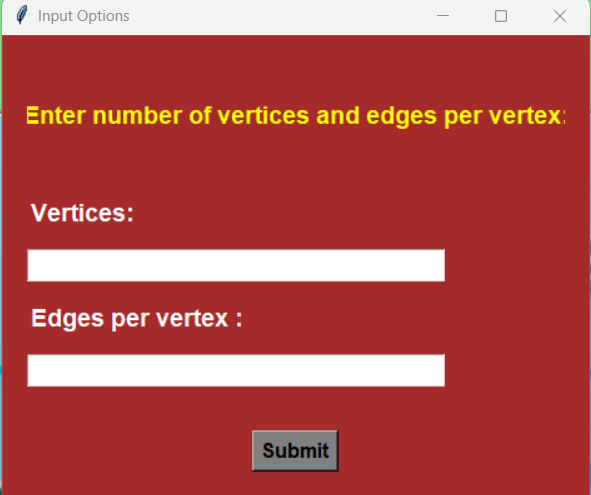 Input Options
Enter number of vertices and edges per vertex:
Vertices:
Edges per vertex :
Submit